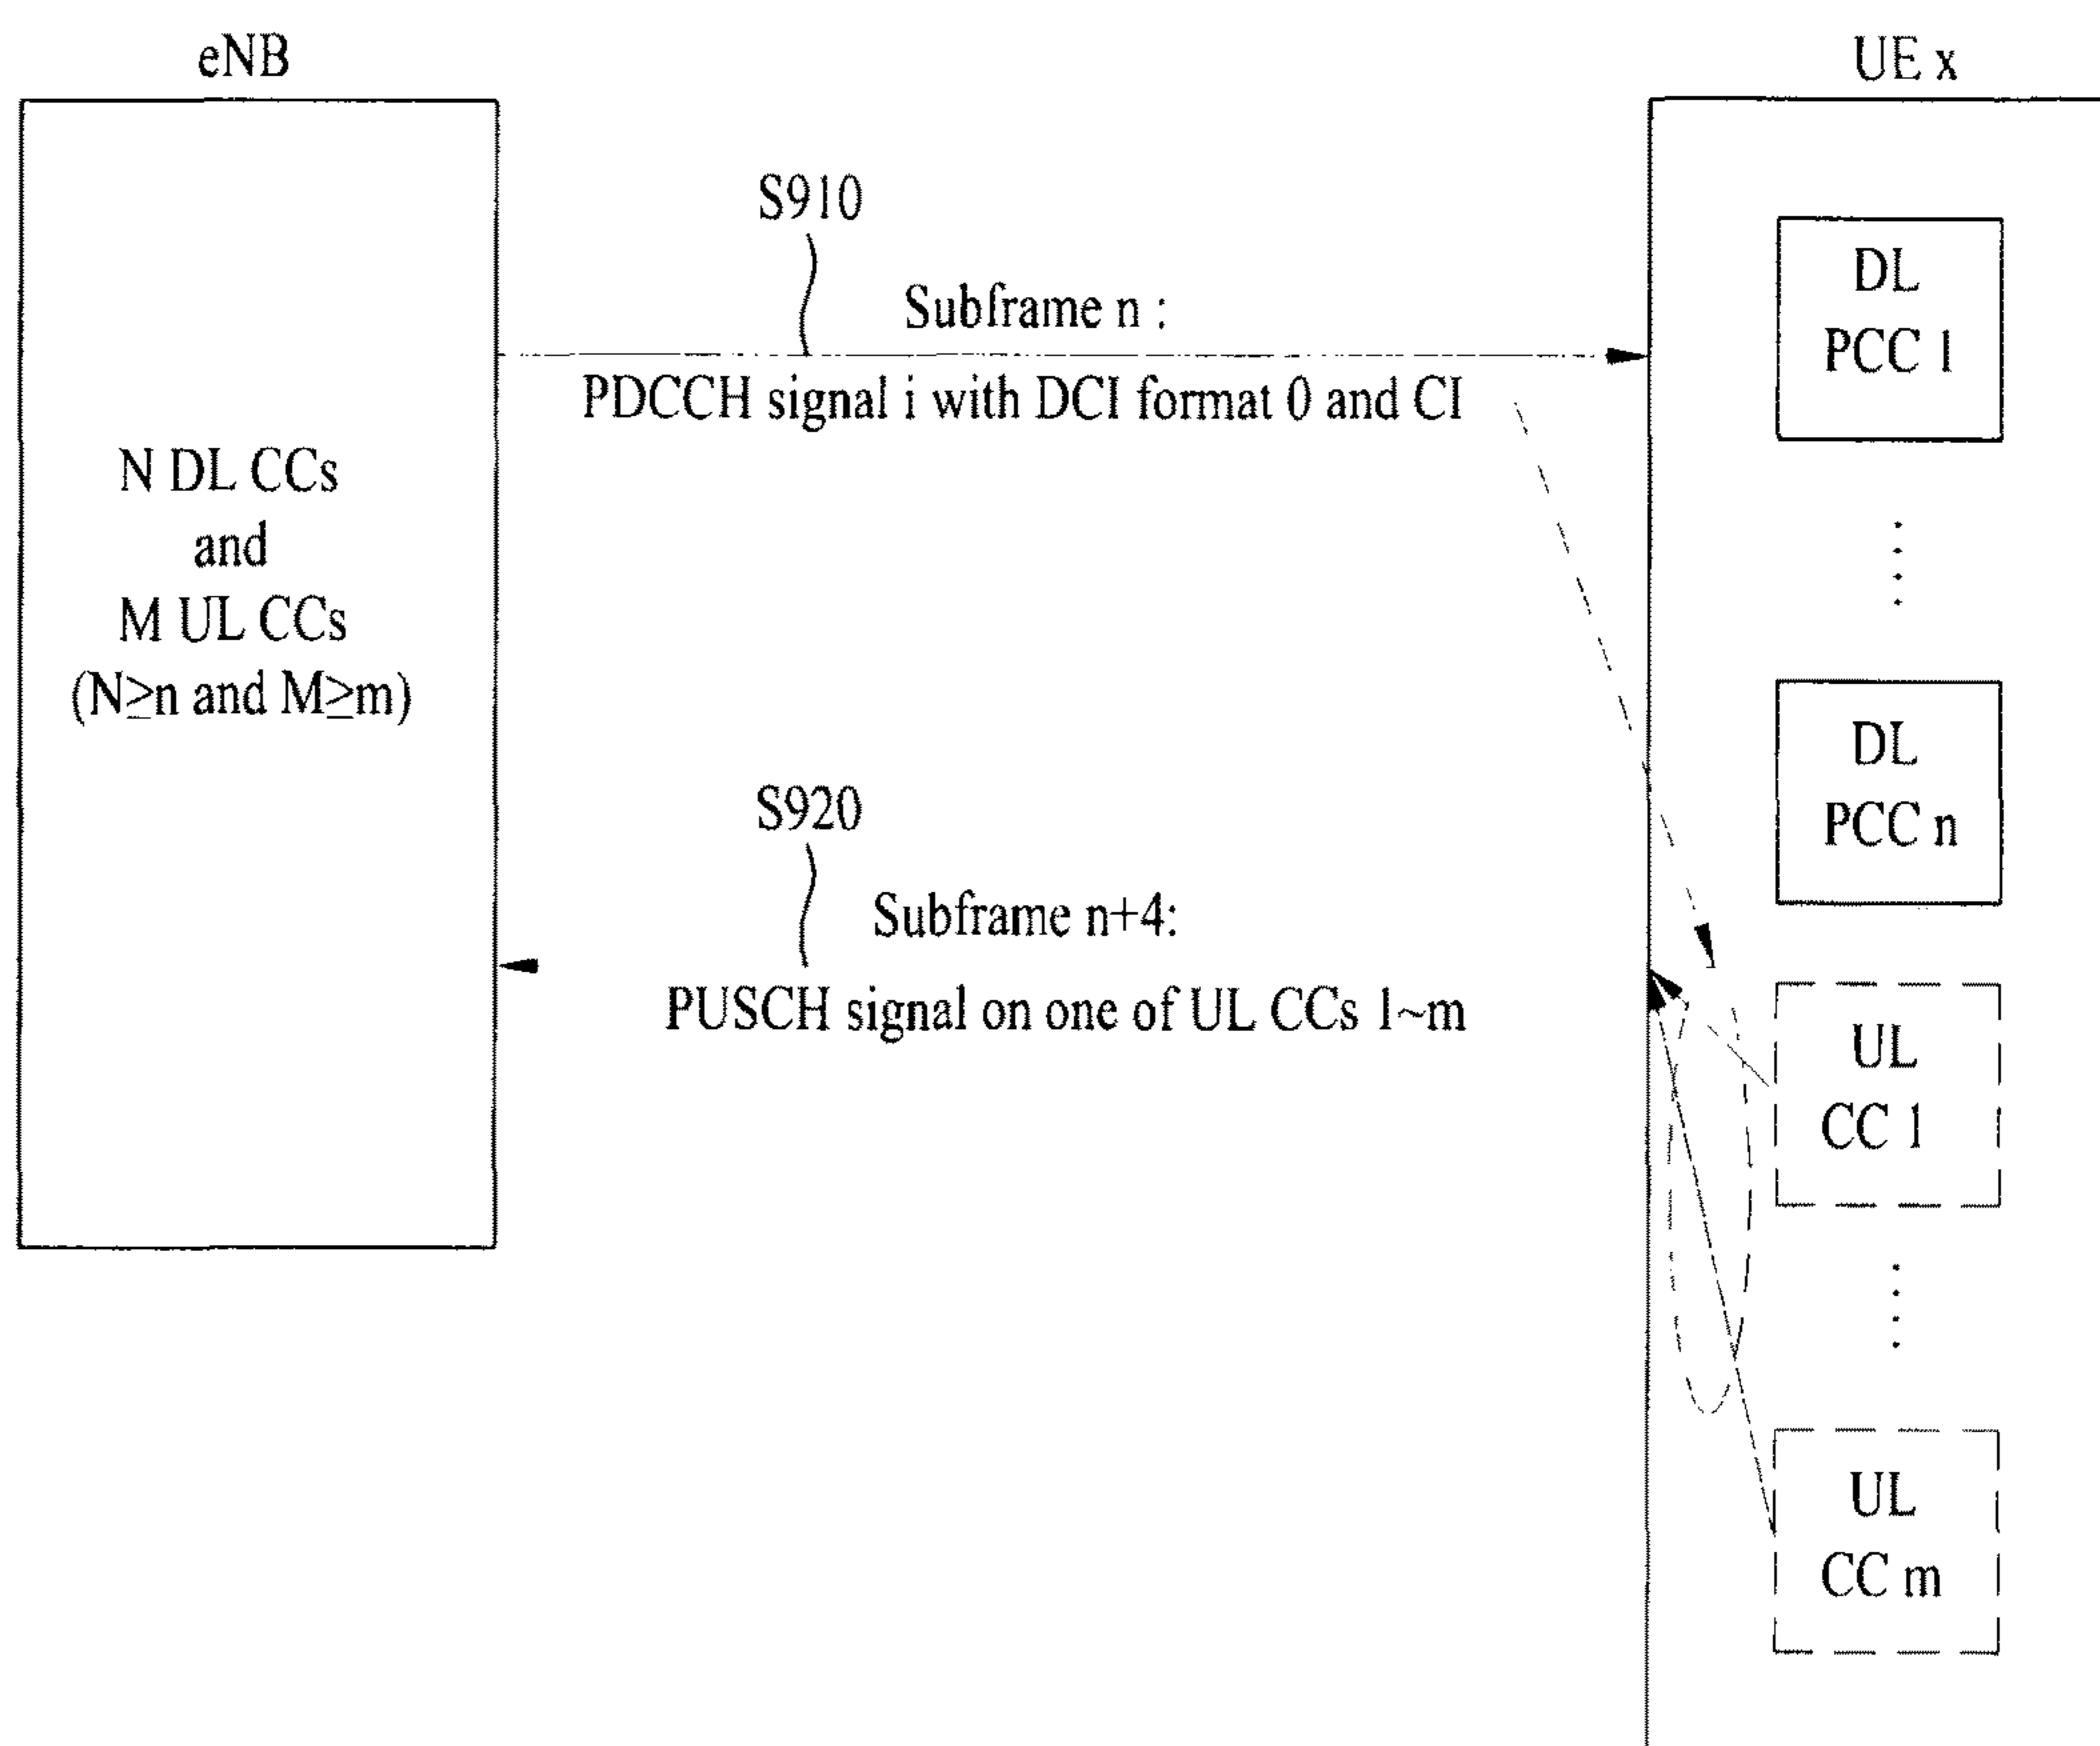 eNB
UE x
S910
Subframe n :
PDCCH signal i with DCI format 0 and CI
N DL CCs
and
M UL CCs
(N≥n and M≥m)
S920
Subframe n+4:
PUSCH signal on one of UL CCs 1~m
DL
PCC 1
DL
PCC n
UL
CC 1
UL
CC m